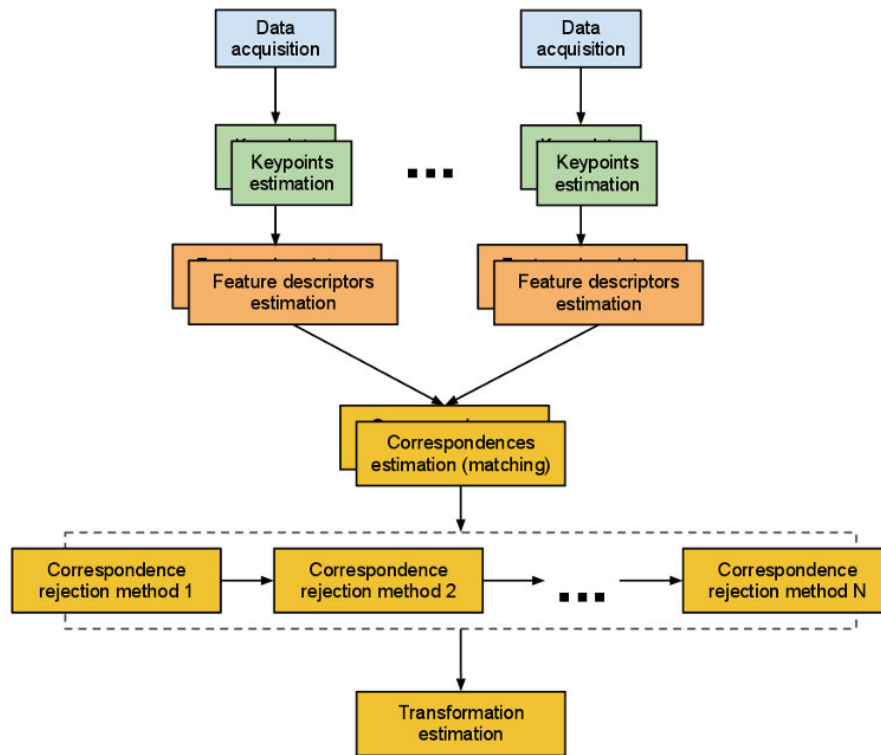 Data
acquisition
Data
acquisition
Keypoints
estimation
Keypoints
estimation
Feature descriptors
estimation
Feature descriptors
estimation
Correspondences
estimation (matching)
Correspondence
rejection method 1
Correspondence
rejection method 2
Correspondence
rejection method N
Transformation
estimation